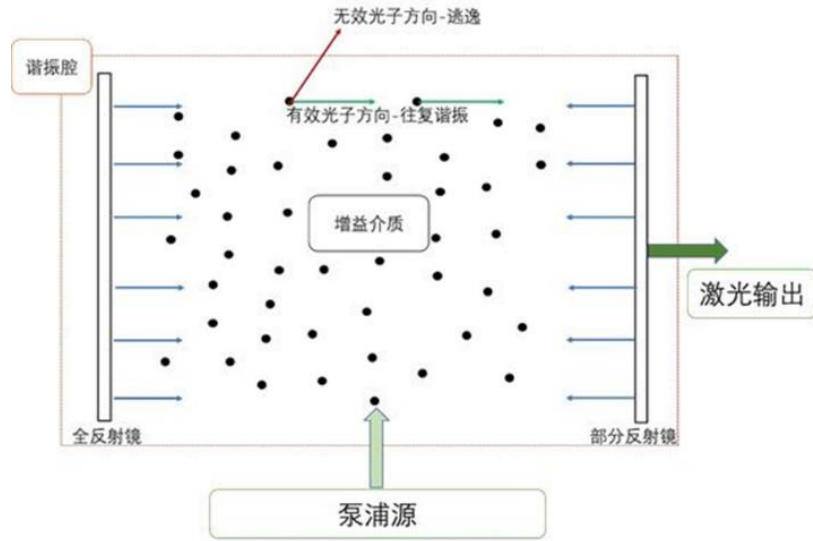 无效光子方向-逃逸
谐振腔
有效光子方向-往复谐振
增益介质
激光输出
全反射镜
部分反射镜
泵浦源